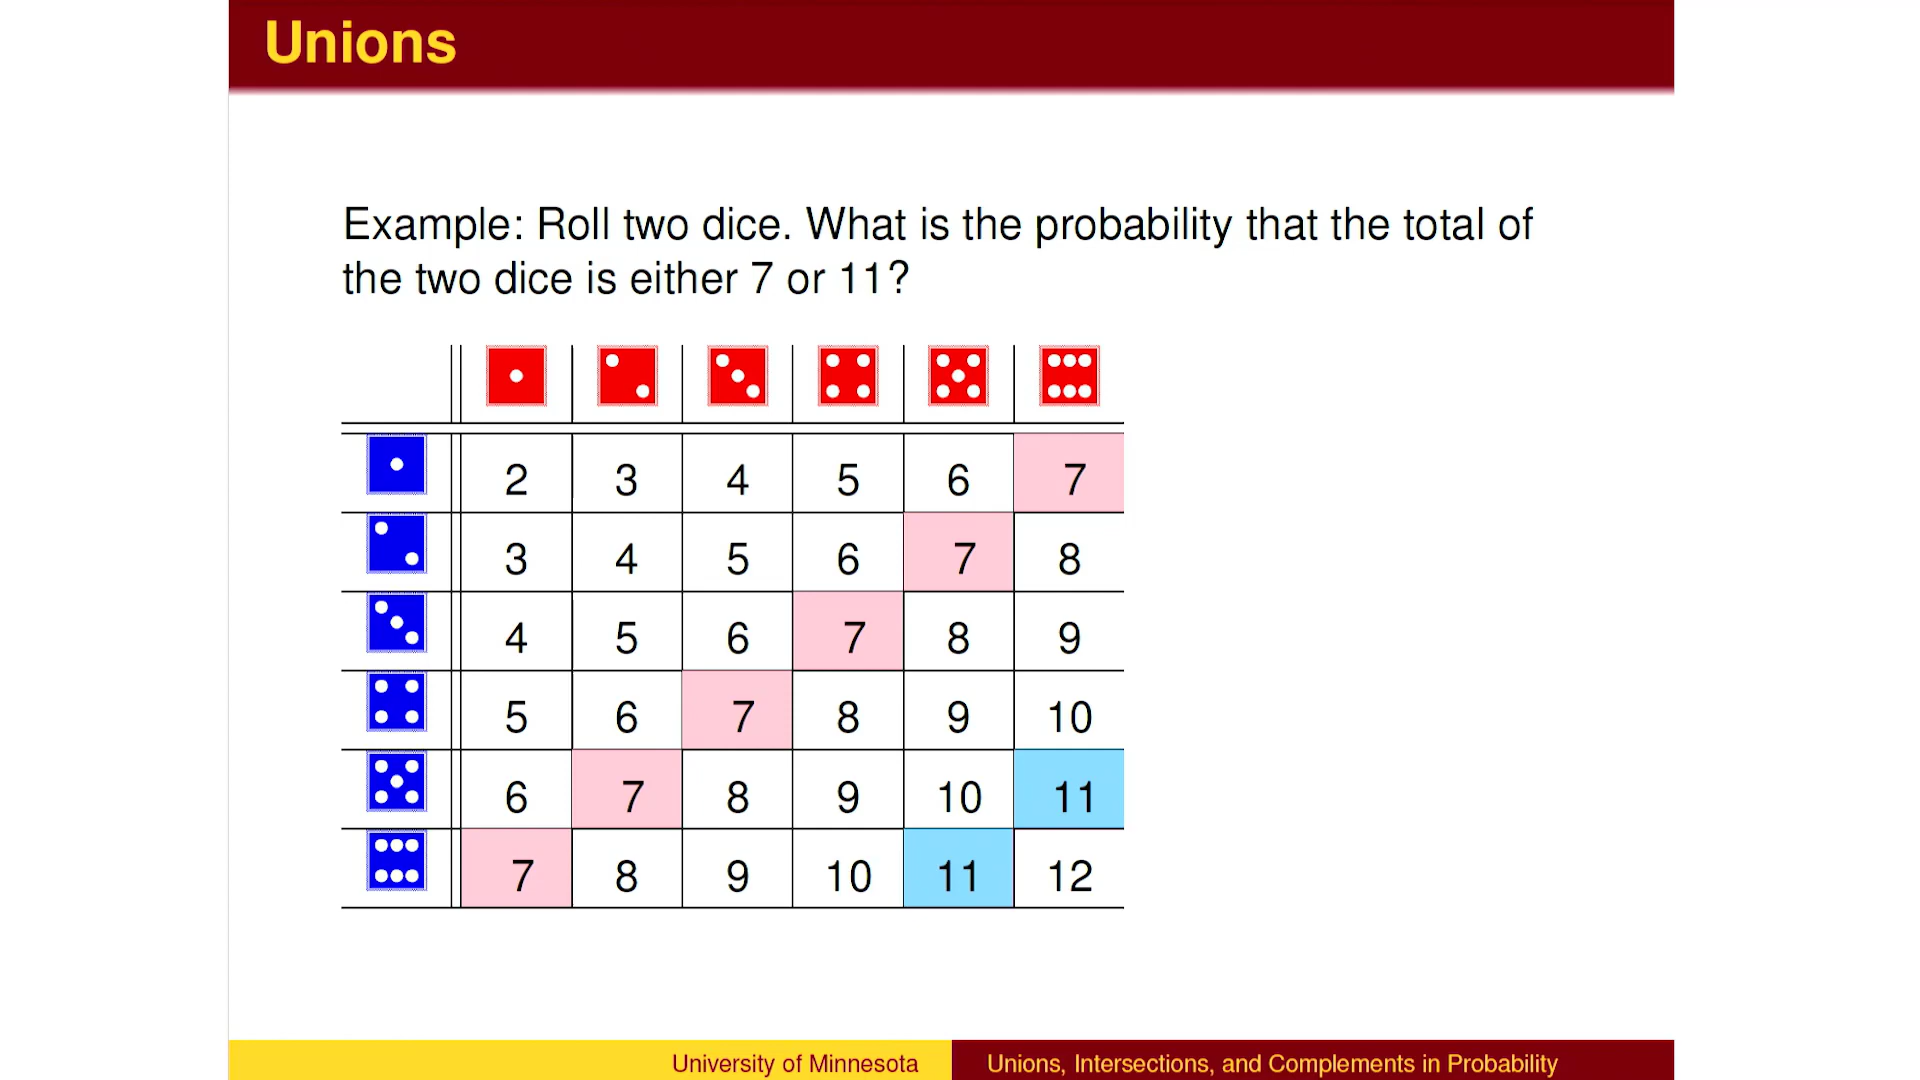 Unions
Example: Roll two dice. What is the probability that the total of
the two dice is either 7 or 11?
2 3 4 5 6 7
3 4 5 6 7 8
4 5 6 7 8 9
5 6 7 8 9 10
6 7 8 9 10 11
7 8 9 10 11 12
University of Minnesota
Unions, Intersections, and Complements in Probability